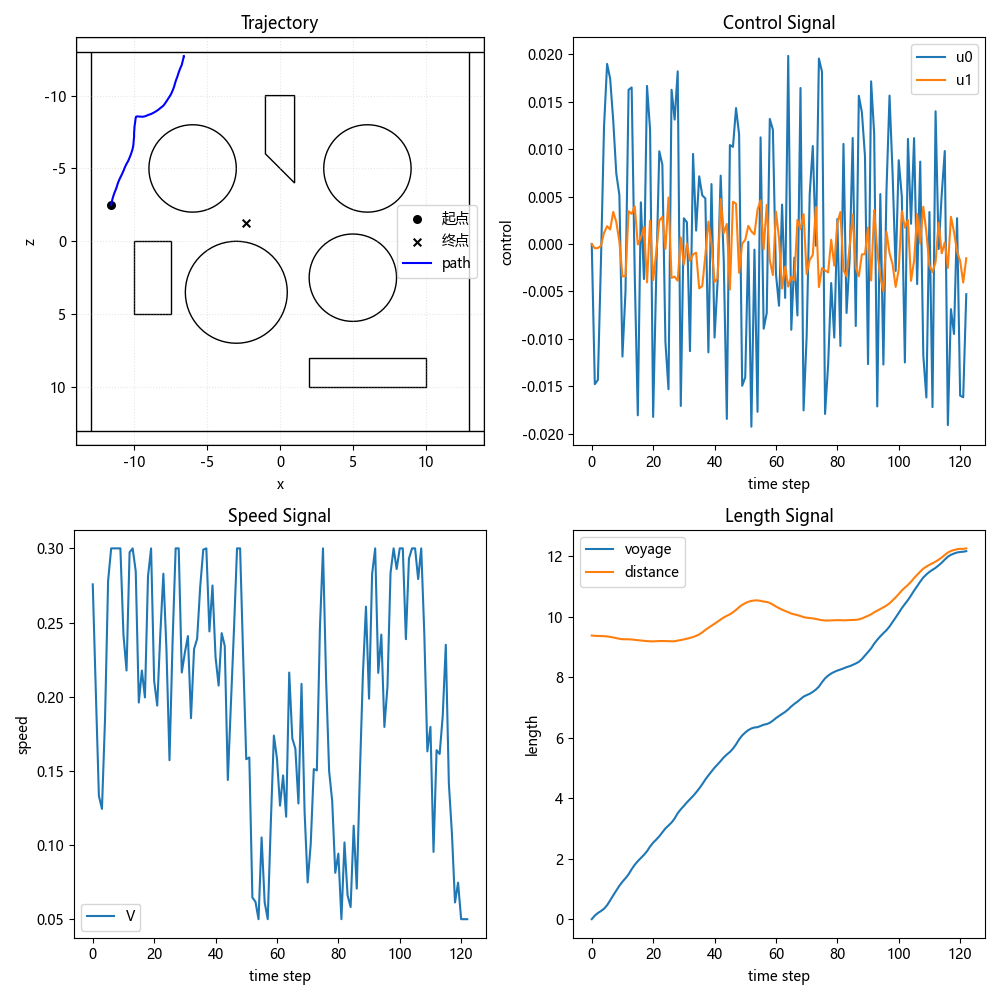 Trajectory
-10
-5
0
5
10
z
-10
-5
0
5
10
x
起点
终点
path
Control Signal
0.020
0.015
0.010
0.005
0.000
-0.005
-0.010
-0.015
-0.020
control
0
20
40
60
80
100
120
time step
u0
u1
Speed Signal
0.30
0.25
0.20
0.15
0.10
0.05
speed
V
0
20
40
60
80
100
120
time step
Length Signal
12
10
8
6
4
2
0
length
voyage
distance
0
20
40
60
80
100
120
time step